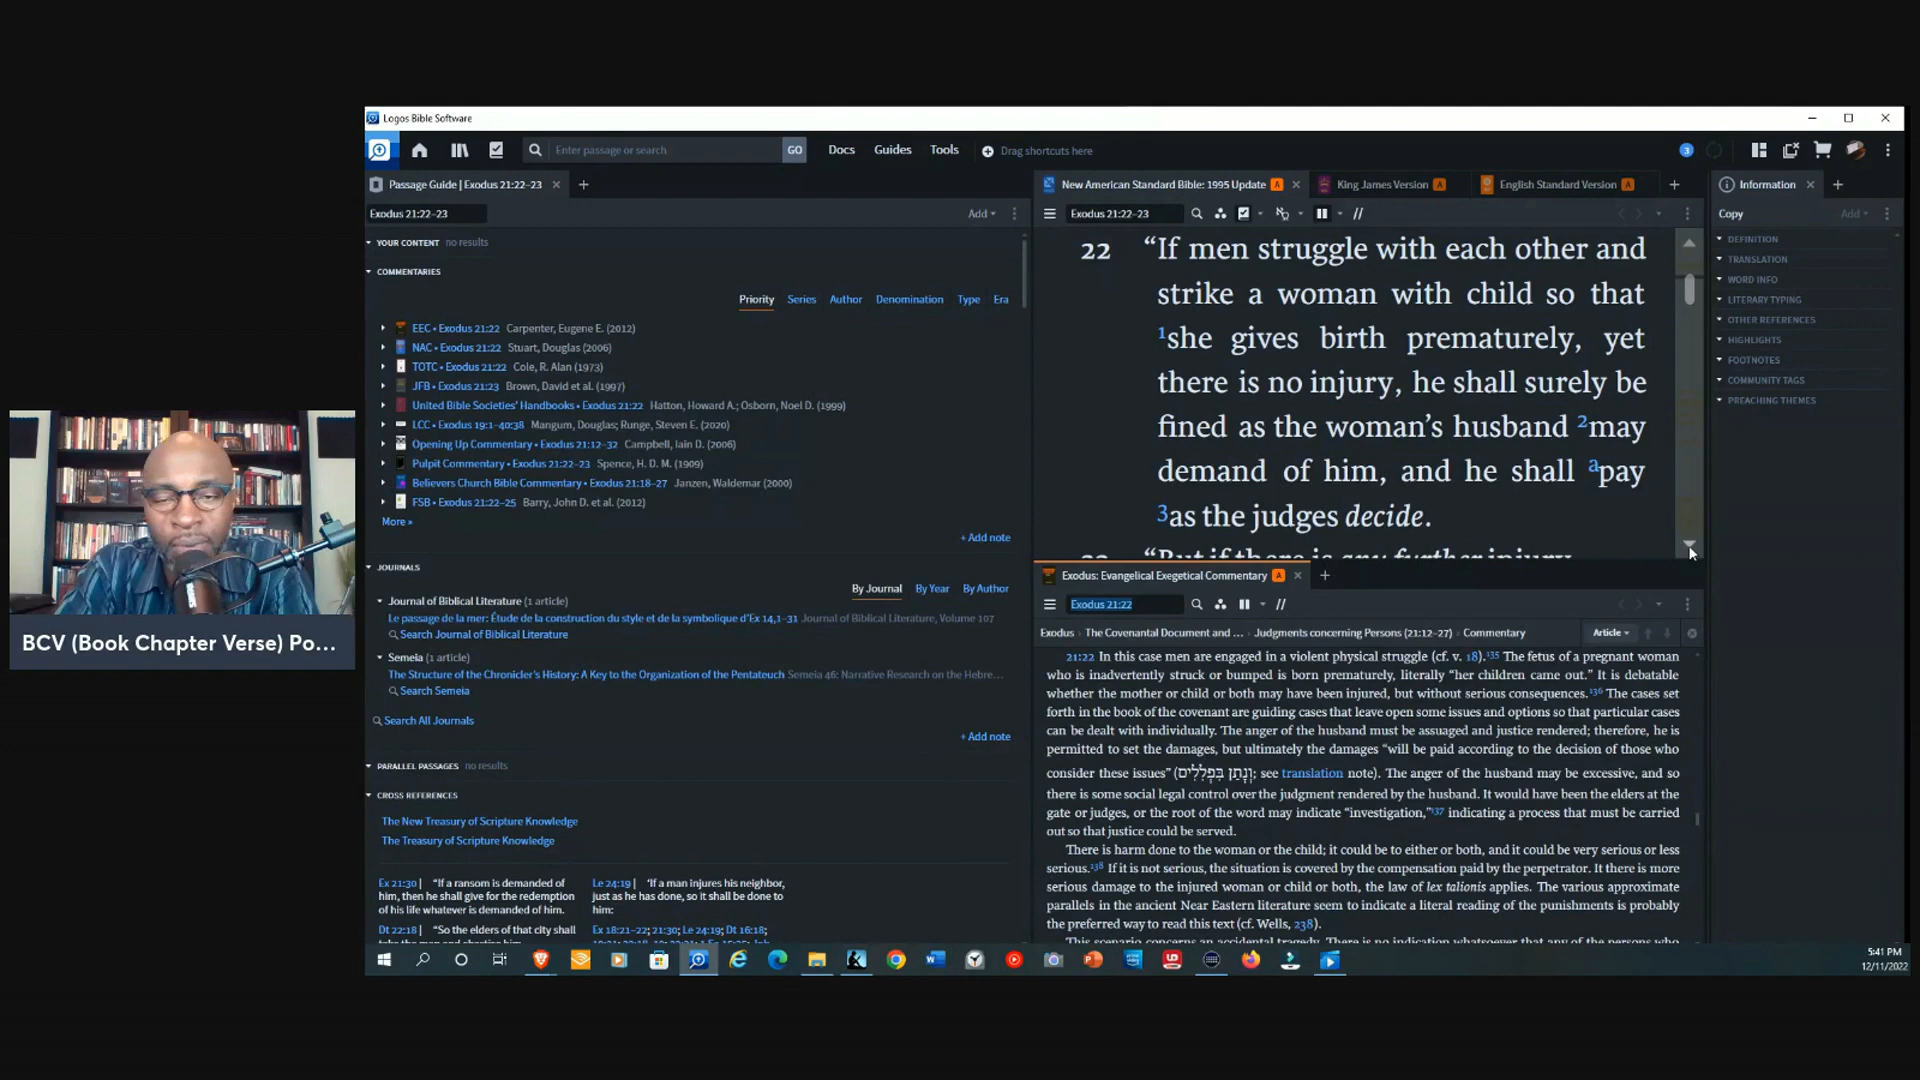 Logos Bible Software
Enter passage or search
GO
Docs
Guides
Tools
Drag shortcuts here
3
Passage Guide | Exodus 21:22–23
Exodus 21:22–23
Add
YOUR CONTENT no results
COMMENTARIES
Priority Series Author Denomination Type Era
EEC • Exodus 21:22 Carpenter, Eugene E. (2012)
NAC • Exodus 21:22 Stuart, Douglas (2006)
TOTC • Exodus 21:22 Cole, R. Alan (1973)
JFB • Exodus 21:23 Brown, David et al. (1997)
United Bible Societies' Handbooks • Exodus 21:22 Hatton, Howard A.; Osborn, Noel D. (1999)
LCC • Exodus 19:1–40:38 Mangum, Douglas; Runge, Steven E. (2020)
Opening Up Commentary • Exodus 21:12–32 Campbell, Iain D. (2006)
Pulpit Commentary • Exodus 21:22–23 Spence, H. D. M. (1909)
Believers Church Bible Commentary • Exodus 21:18–27 Janzen, Waldemar (2000)
FSB • Exodus 21:22–25 Barry, John D. et al. (2012)
More »
+ Add note
JOURNALS
By Journal By Year By Author
Journal of Biblical Literature (1 article)
Le passage de la mer: Étude de la construction du style et de la symbolique d'Ex 14,1–31 Journal of Biblical Literature, Volume 107
Search Journal of Biblical Literature
Semeia (1 article)
The Structure of the Chronicler's History: A Key to the Organization of the Pentateuch Semeia 46: Narrative Research on the Hebre...
Search Semeia
Search All Journals
+ Add note
PARALLEL PASSAGES no results
CROSS REFERENCES
The New Treasury of Scripture Knowledge
The Treasury of Scripture Knowledge
Ex 21:30 | “If a ransom is demanded of
him, then he shall give for the redemption
of his life whatever is demanded of him.
Dt 22:18 | “So the elders of that city shall
Le 24:19 | ‘If a man injures his neighbor,
just as he has done, so it shall be done to
him:
Ex 18:21–22; 21:30; Le 24:19; Dt 16:18;
New American Standard Bible: 1995 Update A
King James Version A
English Standard Version A
Exodus 21:22–23
22 “If men struggle with each other and
strike a woman with child so that
1she gives birth prematurely, yet
there is no injury, he shall surely be
fined as the woman’s husband 2may
demand of him, and he shall apay
3as the judges decide.
“But if there is any further injury,
Exodus: Evangelical Exegetical Commentary A
Exodus 21:22
Exodus › The Covenantal Document and ... › Judgments concerning Persons (21:12–27) › Commentary
Article
21:22 In this case men are engaged in a violent physical struggle (cf. v. 18).135 The fetus of a pregnant woman
who is inadvertently struck or bumped is born prematurely, literally “her children came out.” It is debatable
whether the mother or child or both may have been injured, but without serious consequences.136 The cases set
forth in the book of the covenant are guiding cases that leave open some issues and options so that particular cases
can be dealt with individually. The anger of the husband must be assuaged and justice rendered; therefore, he is
permitted to set the damages, but ultimately the damages “will be paid according to the decision of those who
consider these issues” (וְנָתַן בִּפְלִלִים; see translation note). The anger of the husband may be excessive, and so
there is some social legal control over the judgment rendered by the husband. It would have been the elders at the
gate or judges, or the root of the word may indicate “investigation,”137 indicating a process that must be carried
out so that justice could be served.
There is harm done to the woman or the child; it could be to either or both, and it could be very serious or less
serious.138 If it is not serious, the situation is covered by the compensation paid by the perpetrator. If there is more
serious damage to the injured woman or child or both, the law of lex talionis applies. The various approximate
parallels in the ancient Near Eastern literature seem to indicate a literal reading of the punishments is probably
the preferred way to read this text (cf. Wells, 238).
This scenario concerns an accidental tragedy. There is no indication whatsoever that any of the persons who
Information
Copy
Add
DEFINITION
TRANSLATION
WORD INFO
LITERARY TYPING
OTHER REFERENCES
HIGHLIGHTS
FOOTNOTES
COMMUNITY TAGS
PREACHING THEMES
BCV (Book Chapter Verse) Po...
5:41 PM
12/11/2022